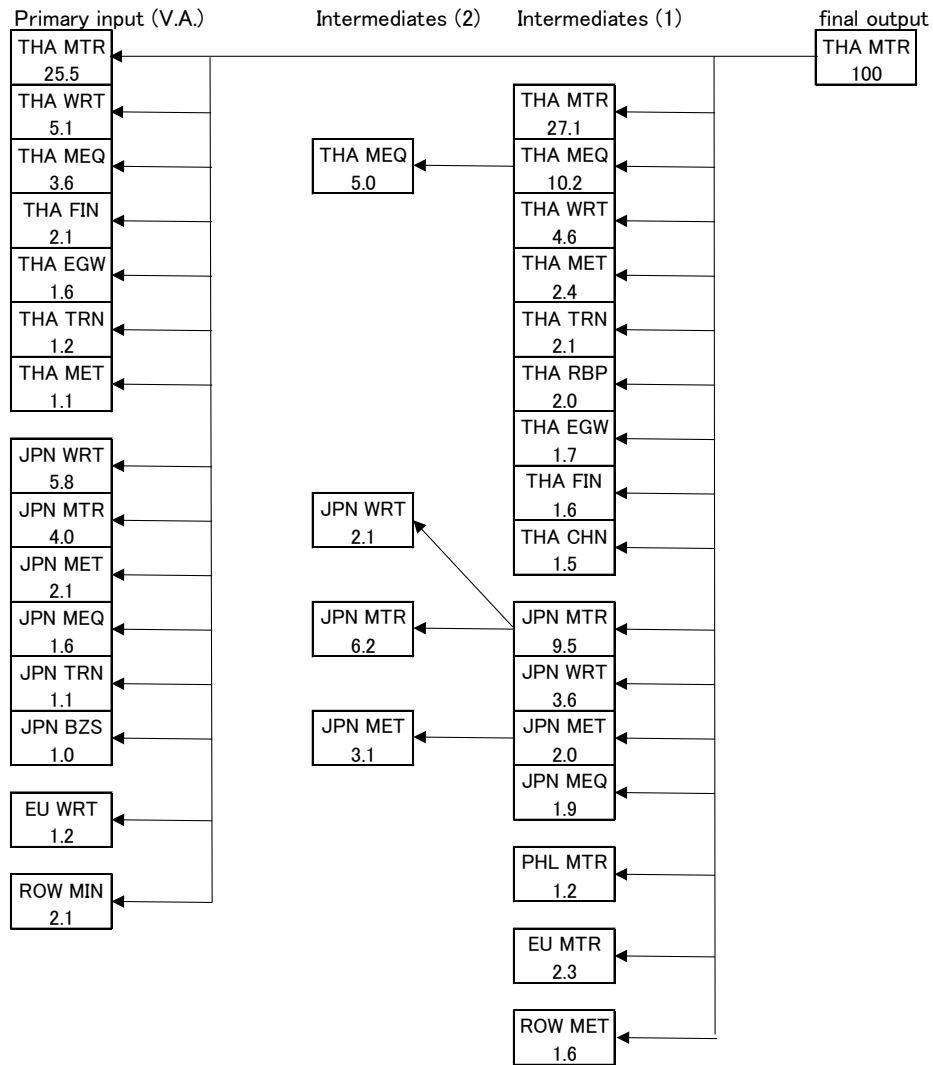 Primary input (V.A.) Intermediates (2) Intermediates (1) final output
THA MTR
25.5
THA WRT
5.1
THA MEQ
3.6
THA FIN
2.1
THA EGW
1.6
THA TRN
1.2
THA MET
1.1
JPN WRT
5.8
JPN MTR
4.0
JPN MET
2.1
JPN MEQ
1.6
JPN TRN
1.1
JPN BZS
1.0
EU WRT
1.2
ROW MIN
2.1
THA MEQ
5.0
JPN WRT
2.1
JPN MTR
6.2
JPN MET
3.1
THA MTR
27.1
THA MEQ
10.2
THA WRT
4.6
THA MET
2.4
THA TRN
2.1
THA RBP
2.0
THA EGW
1.7
THA FIN
1.6
THA CHN
1.5
JPN MTR
9.5
JPN WRT
3.6
JPN MET
2.0
JPN MEQ
1.9
PHL MTR
1.2
EU MTR
2.3
ROW MET
1.6
THA MTR
100